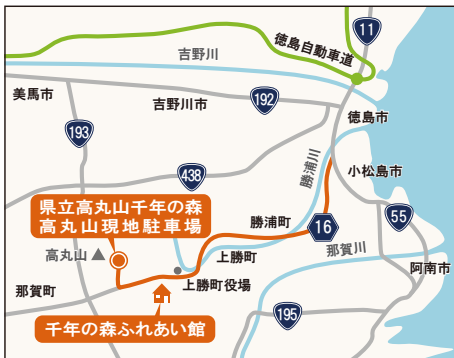 11
徳島自動車道
吉野川
美馬市
吉野川市
192
徳島市
193
勝浦川
小松島市
438
県立高丸山千年の森
高丸山現地駐車場
勝浦町
16
55
那賀川
高丸山
上勝町
阿南市
那賀町
上勝町役場
195
千年の森ふれあい館